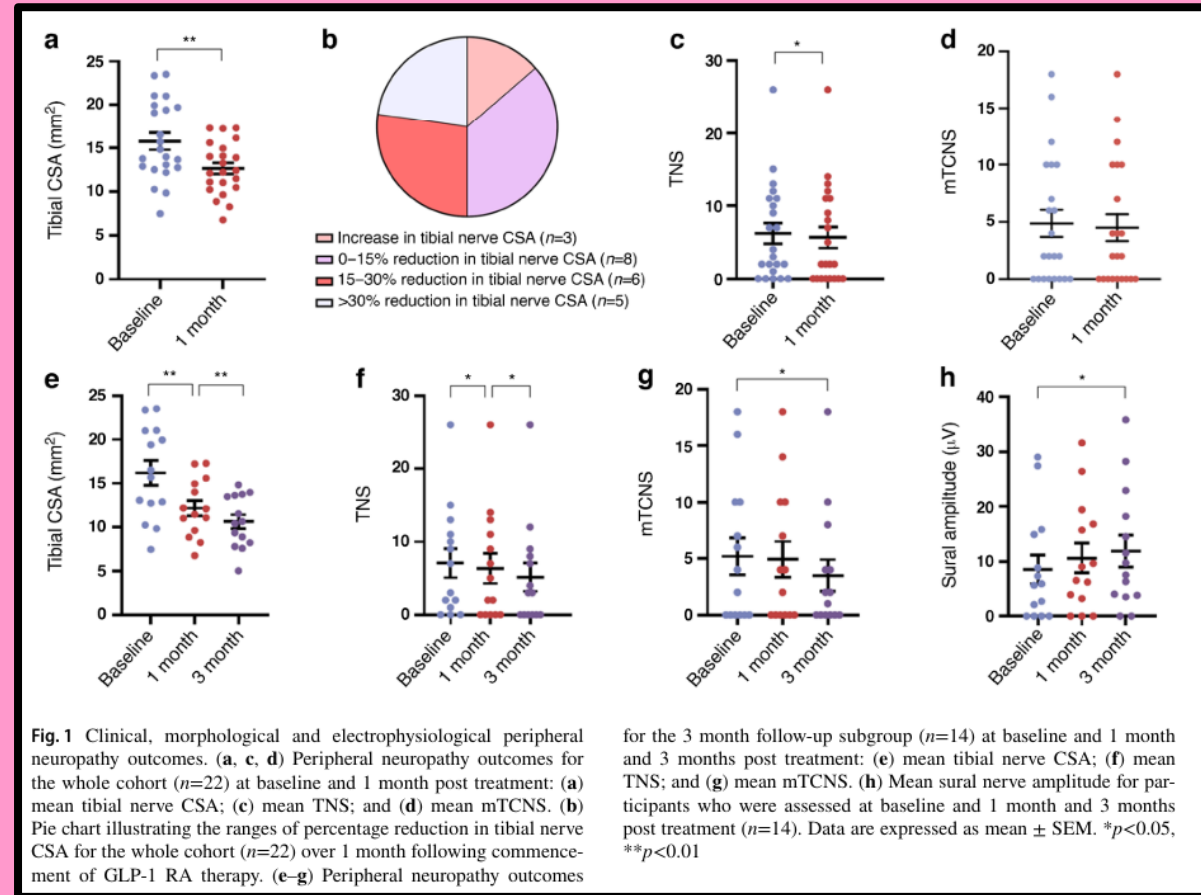 a
**
25
20
15
10
5
0
Tibial CSA (mm²)
Baseline
1 month
b
Increase in tibial nerve CSA (n=3)
0–15% reduction in tibial nerve CSA (n=8)
15–30% reduction in tibial nerve CSA (n=6)
>30% reduction in tibial nerve CSA (n=5)
c
*
30
20
10
0
TNS
Baseline
1 month
d
20
15
10
5
0
mTCNS
Baseline
1 month
e
** **
25
20
15
10
5
0
Tibial CSA (mm²)
Baseline
1 month
3 month
f
* *
30
20
10
0
TNS
Baseline
1 month
3 month
g
*
20
15
10
5
0
mTCNS
Baseline
1 month
3 month
h
*
40
30
20
10
0
Sural ampiltude (μV)
Baseline
1 month
3 month
Fig. 1 Clinical, morphological and electrophysiological peripheral
neuropathy outcomes. (a, c, d) Peripheral neuropathy outcomes for
the whole cohort (n=22) at baseline and 1 month post treatment: (a)
mean tibial nerve CSA; (c) mean TNS; and (d) mean mTCNS. (b)
Pie chart illustrating the ranges of percentage reduction in tibial nerve
CSA for the whole cohort (n=22) over 1 month following commence-
ment of GLP-1 RA therapy. (e–g) Peripheral neuropathy outcomes
for the 3 month follow-up subgroup (n=14) at baseline and 1 month
and 3 months post treatment: (e) mean tibial nerve CSA; (f) mean
TNS; and (g) mean mTCNS. (h) Mean sural nerve amplitude for par-
ticipants who were assessed at baseline and 1 month and 3 months
post treatment (n=14). Data are expressed as mean ± SEM. *p<0.05,
**p<0.01